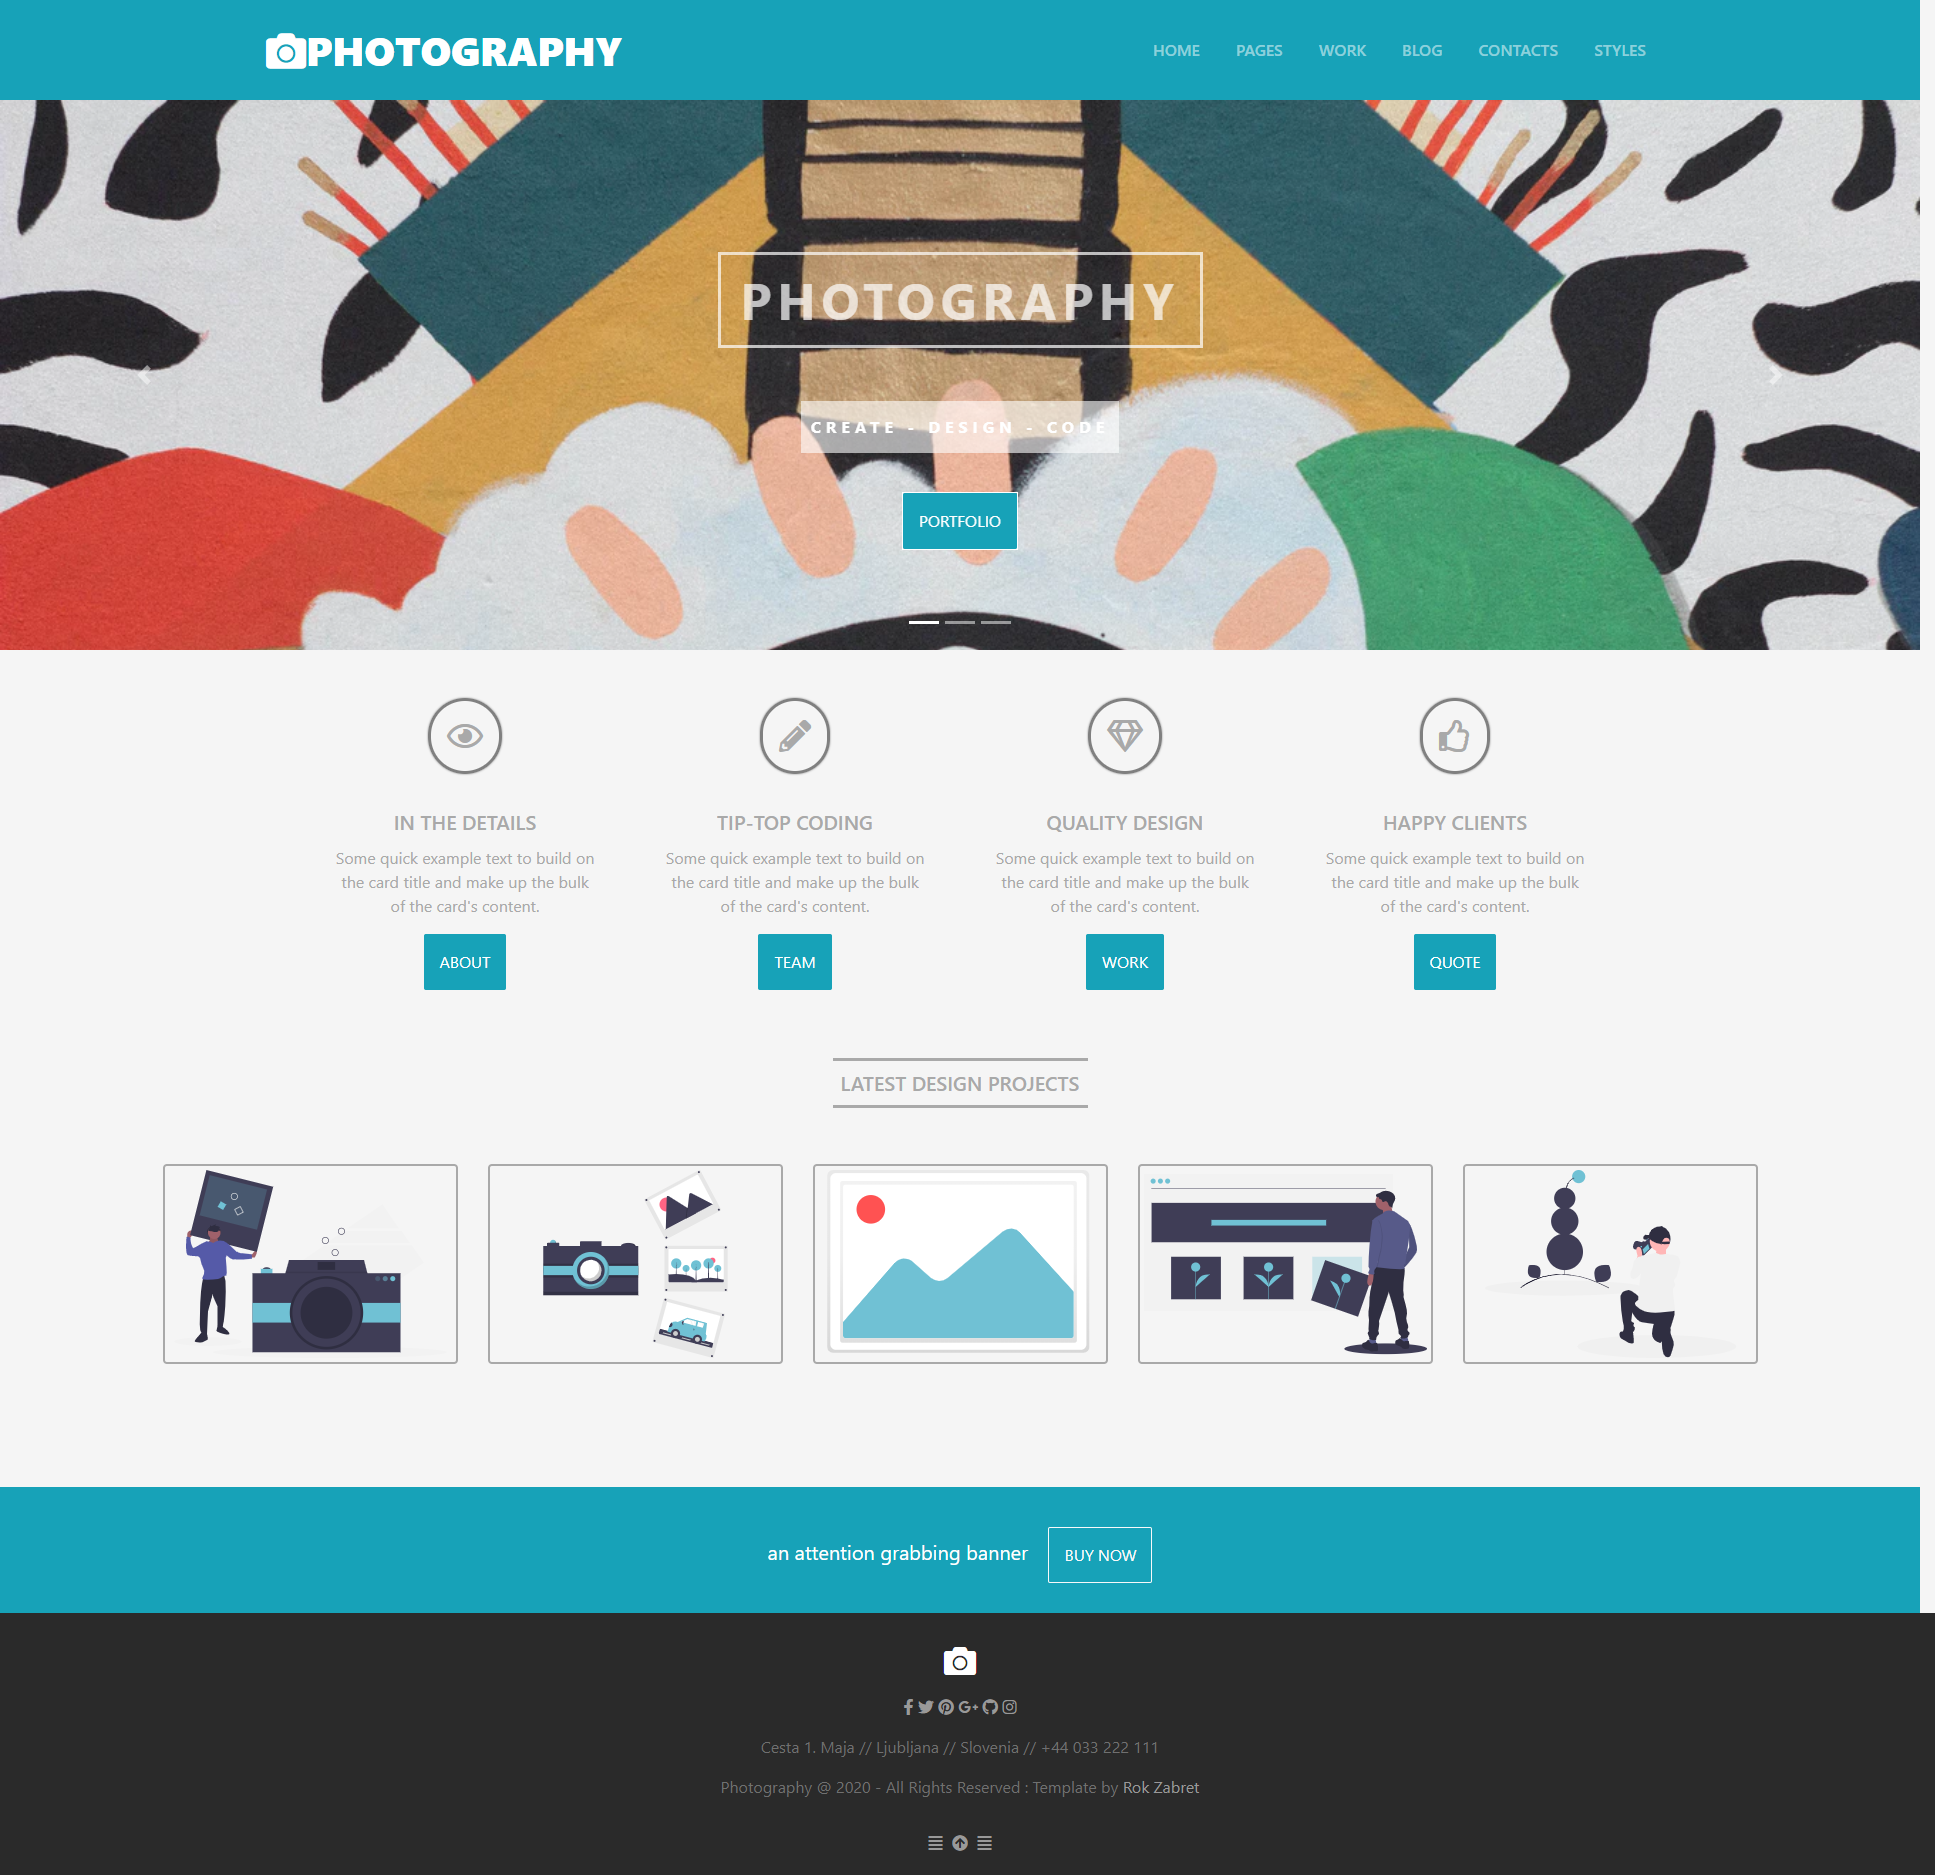 PHOTOGRAPHY
HOME PAGES WORK BLOG CONTACTS STYLES
PHOTOGRAPHY
CREATE - DESIGN - CODE
PORTFOLIO
IN THE DETAILS
Some quick example text to build on
the card title and make up the bulk
of the card's content.
ABOUT
TIP-TOP CODING
Some quick example text to build on
the card title and make up the bulk
of the card's content.
TEAM
QUALITY DESIGN
Some quick example text to build on
the card title and make up the bulk
of the card's content.
WORK
HAPPY CLIENTS
Some quick example text to build on
the card title and make up the bulk
of the card's content.
QUOTE
LATEST DESIGN PROJECTS
an attention grabbing banner
BUY NOW
Cesta 1. Maja // Ljubljana // Slovenia // +44 033 222 111
Photography @ 2020 - All Rights Reserved : Template by Rok Zabret